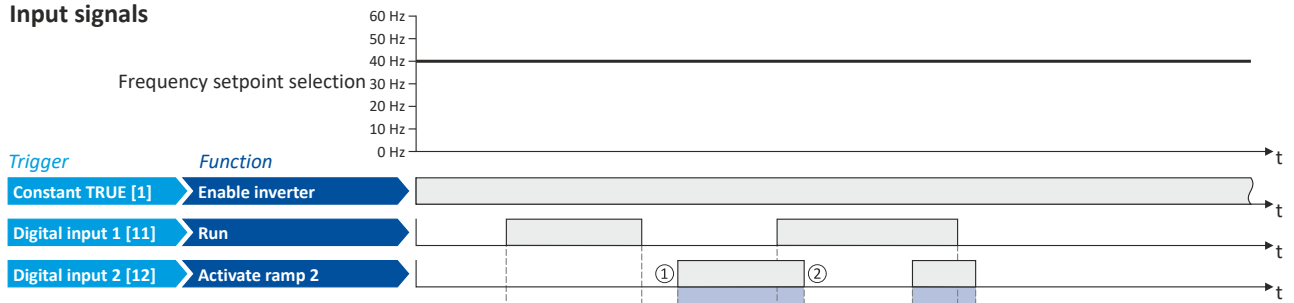 Input signals
60 Hz
50 Hz
40 Hz
Frequency setpoint selection 30 Hz
20 Hz
10 Hz
0 Hz
t
Trigger Function
Constant TRUE [1] Enable inverter
t
Digital input 1 [11] Run
t
Digital input 2 [12] Activate ramp 2 ① ②
t